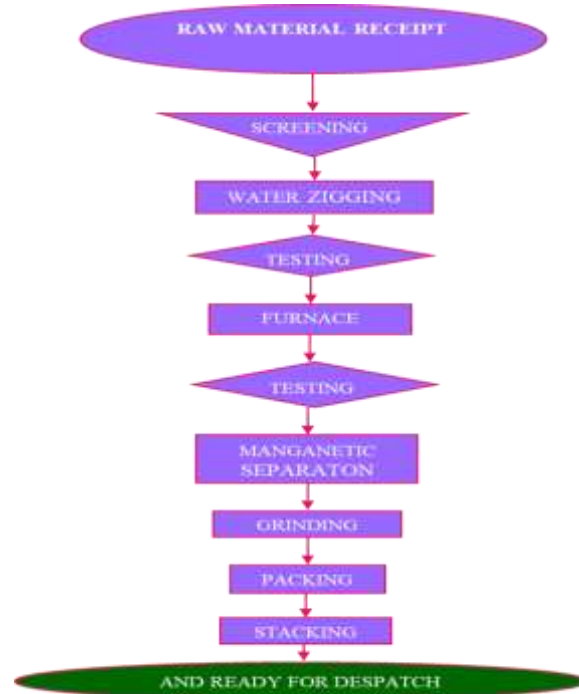 RAW MATERIAL RECEIPT
SCREENING
WATER ZIGGING
TESTING
FURNACE
TESTING
MANGANETIC
SEPARATON
GRINDING
PACKING
STACKING
AND READY FOR DESPATCH